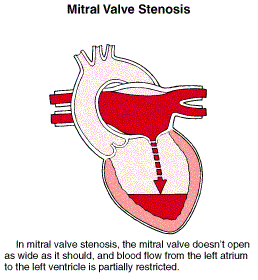 Mitral Valve Stenosis
In mitral valve stenosis, the mitral valve doesn't open
as wide as it should, and blood flow from the left atrium
to the left ventricle is partially restricted.